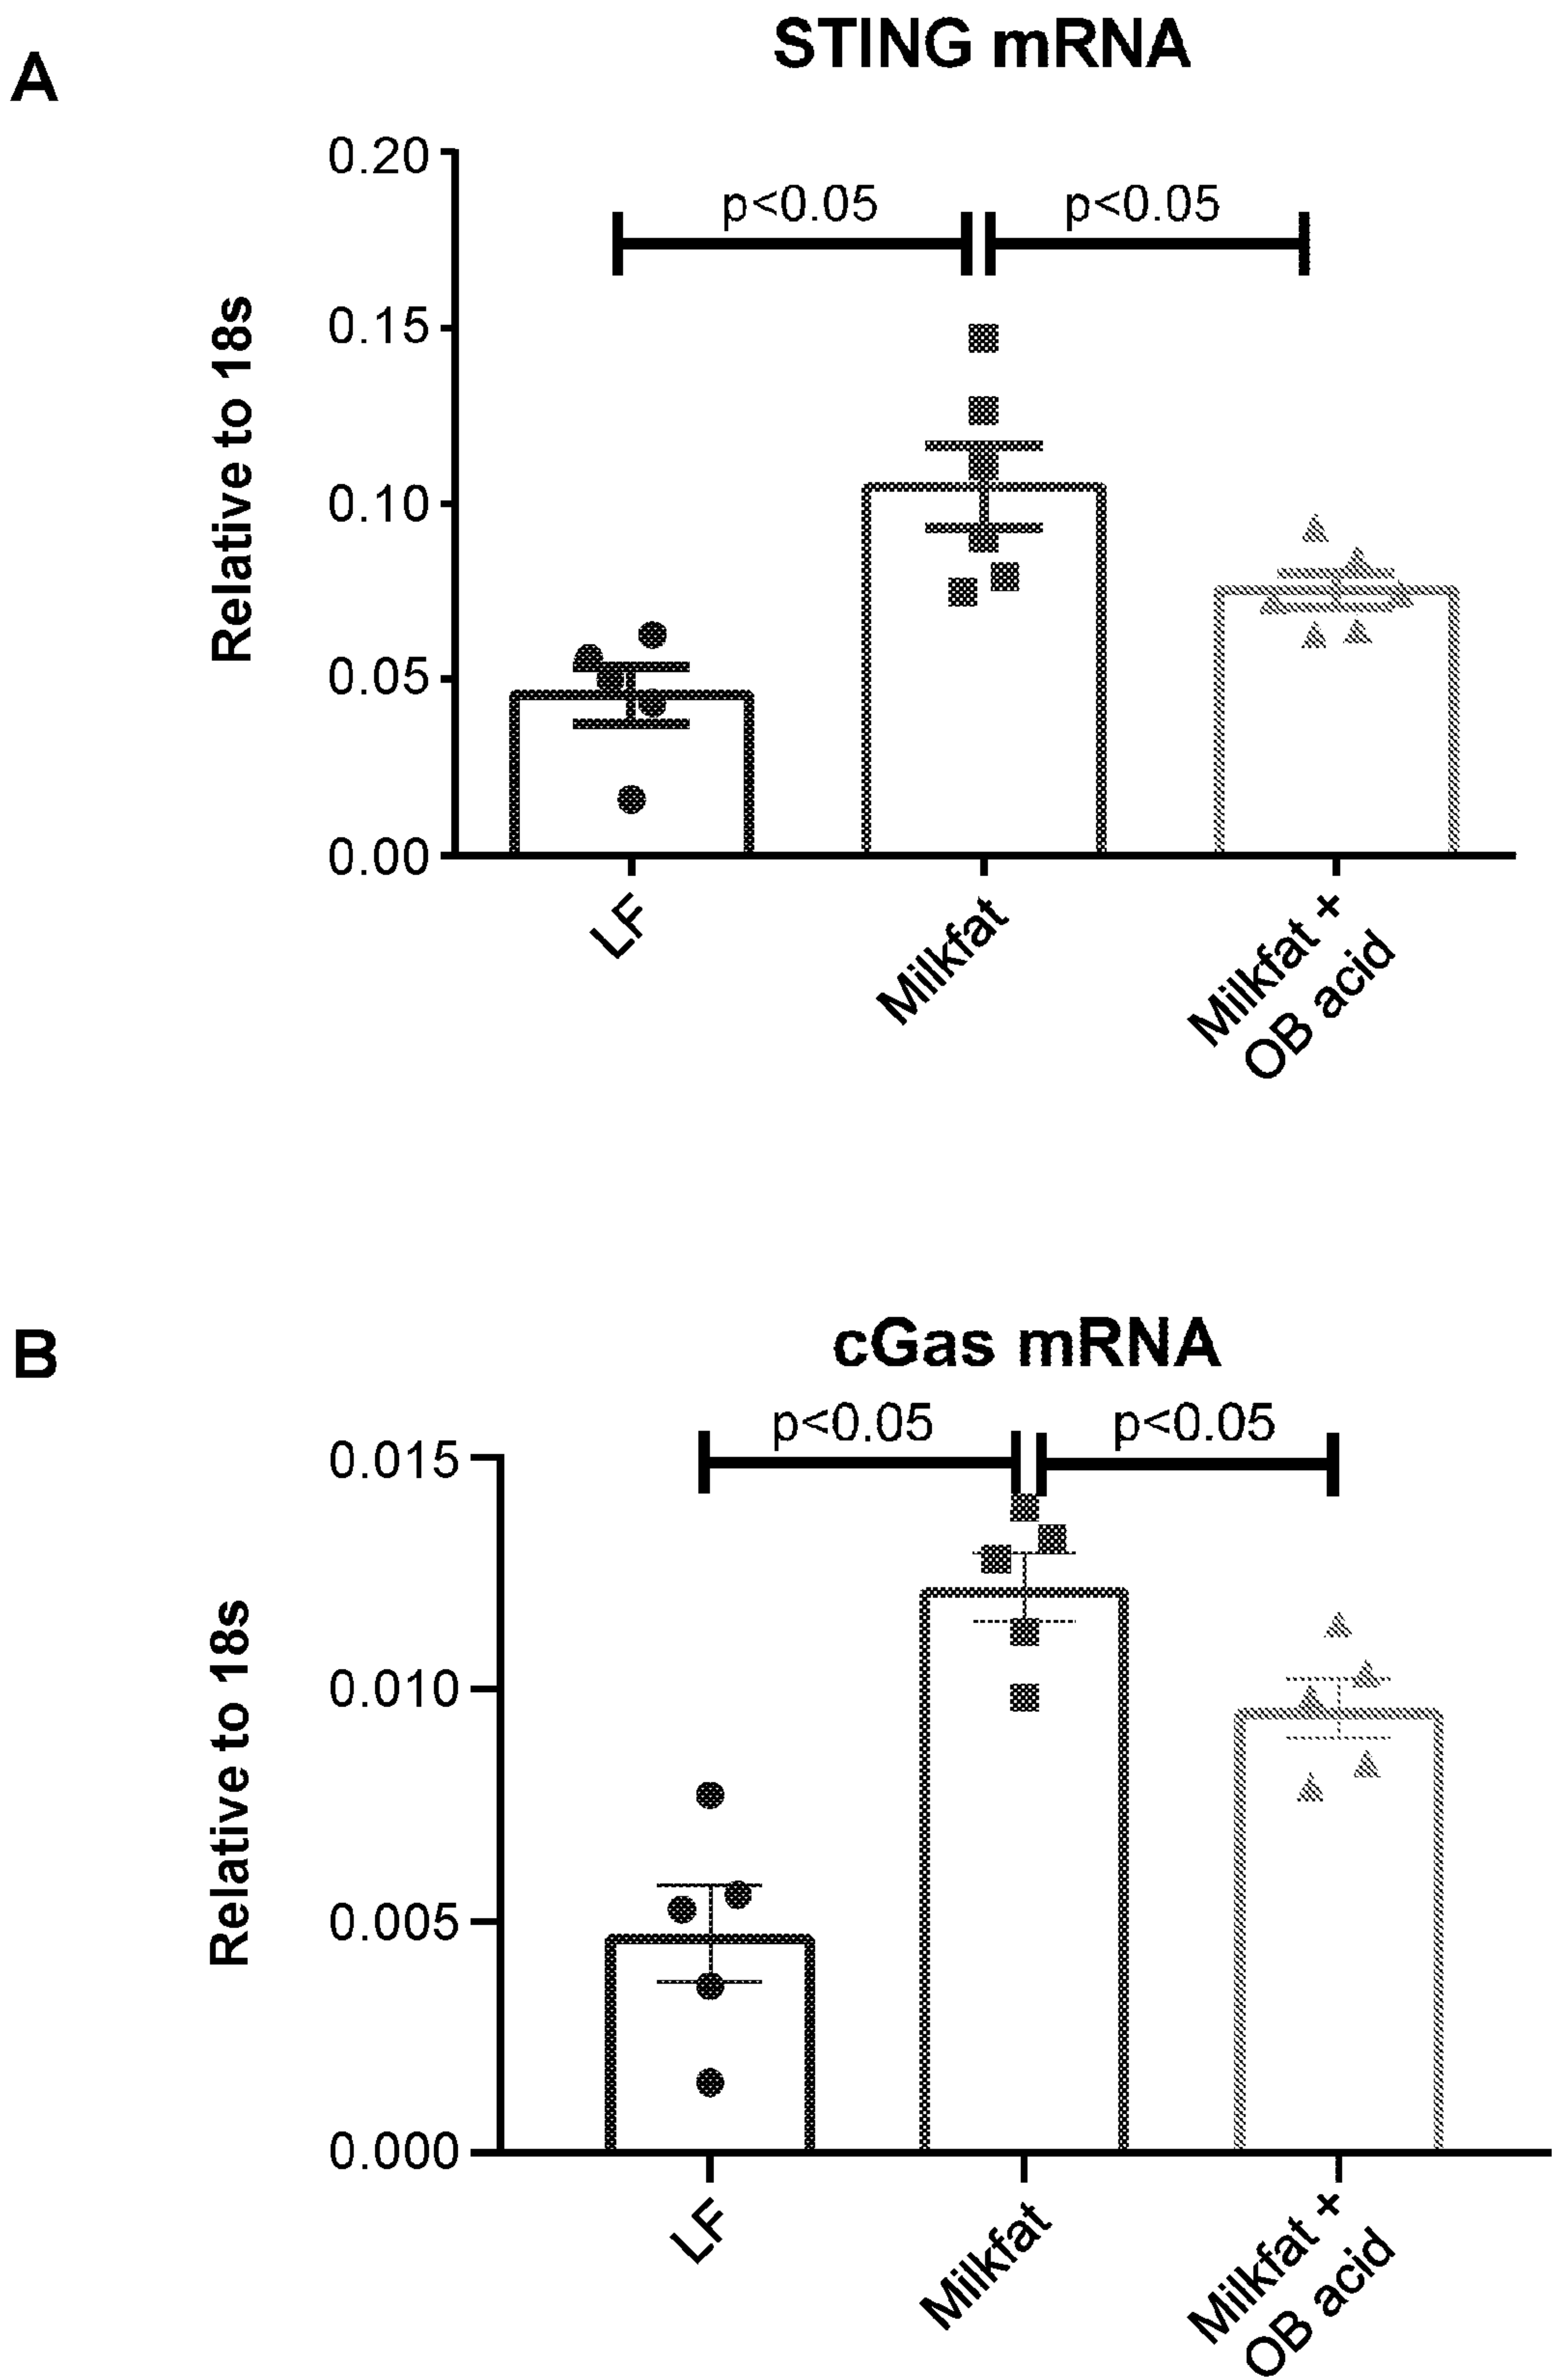 A
STING mRNA
Relative to 18s
0.20
0.15
0.10
0.05
0.00
p<0.05
p<0.05
LF
Milkfat
Milkfat +
OB acid
B
cGas mRNA
Relative to 18s
0.015
0.010
0.005
0.000
p<0.05
p<0.05
LF
Milkfat
Milkfat +
OB acid